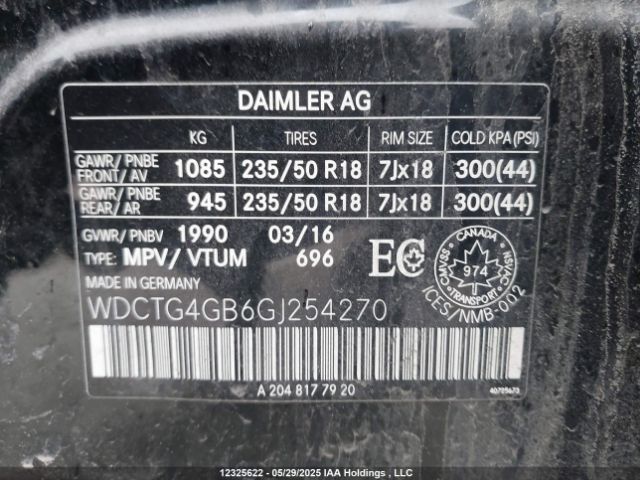 DAIMLER AG
KG TIRES RIM SIZE COLD KPA(PSI)
GAWR/ PNBE FRONT/ AV 1085 235/50 R18 7Jx18 300(44)
GAWR/ PNBE REAR/ AR 945 235/50 R18 7Jx18 300(44)
GVWR/ PNBV 1990 03/16
TYPE: MPV/ VTUM 696
EC
CANADA
CMVSS NSVAC
974
TRANSPORT
ICES/NMB-002
MADE IN GERMANY
WDCTG4GB6GJ254270
A 204 817 79 20
40725673
12325622 - 05/29/2025 IAA Holdings , LLC